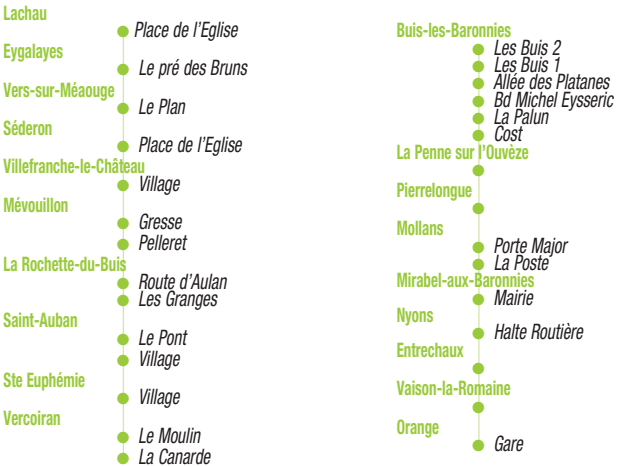 Lachau
Place de l'Eglise
Eygalayes
Le pré des Bruns
Vers-sur-Méaouge
Le Plan
Séderon
Place de l'Eglise
Villefranche-le-Château
Village
Mévouillon
Gresse
Pelleret
La Rochette-du-Buis
Route d'Aulan
Les Granges
Saint-Auban
Le Pont
Village
Ste Euphémie
Village
Vercoiran
Le Moulin
La Canarde
Buis-les-Baronnies
Les Buis 2
Les Buis 1
Allée des Platanes
Bd Michel Eysseric
La Palun
Cost
La Penne sur l'Ouvèze
Pierrelongue
Mollans
Porte Major
La Poste
Mirabel-aux-Baronnies
Mairie
Nyons
Halte Routière
Entrechaux
Vaison-la-Romaine
Orange
Gare